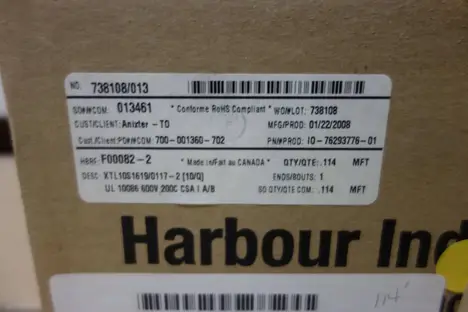 NO: 738108/013
SO#/#COM: 013461 * Conforme RoHS Compliant * WO#/LOT: 738108
CUST/CLIENT: Anixter - TO MFG/PROD: 01/22/2008
Cust./Client PO##COM: 700-001360-702 PN#PROD: IO-76293776-01
HBRF: F00082-2 * Made in/Fait au CANADA * QTY/QTE: .114 MFT
DESC: XTL10S1619/0117-2 [10/Q] ENDS/BOUTS: 1
UL 10086 600V 200C CSA I A/B SO QTY/QTE COM: .114 MFT
Harbour Ind
114'